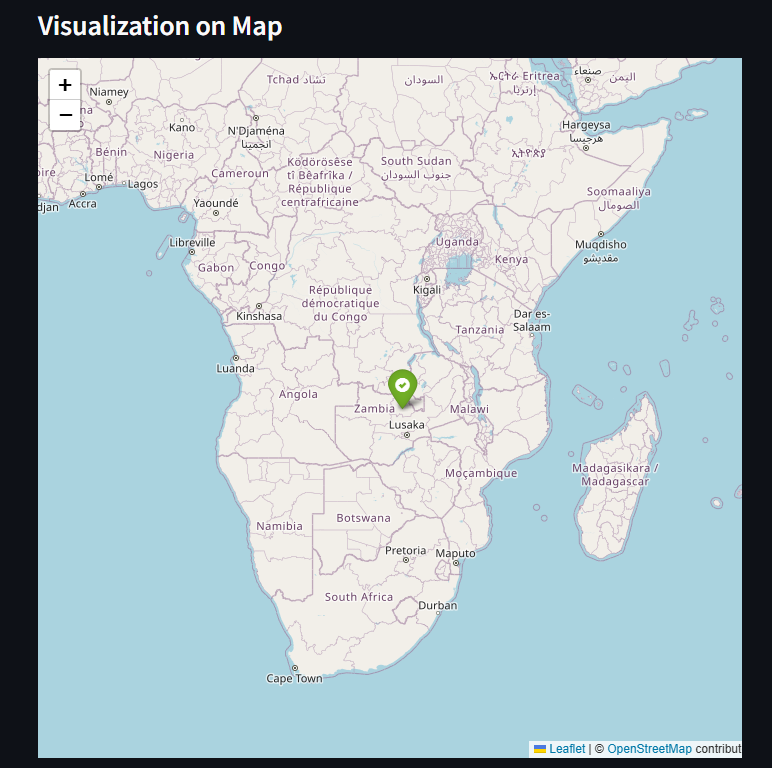 Visualization on Map
+
−
Tchad تشاد
السودان
ኤርትራ Eritrea
إرتريا
صنعاء
اليمن
Niamey
Kano
N'Djaména
انجمينا
Hargeysa
هرجيسا
Bénin
Nigeria
Cameroun
Ködörösêse
tî Bêafrîka /
République
centrafricaine
South Sudan
جنوب السودان
ኢትዮጵያ
Soomaaliya
الصومال
Lomé
Lagos
Accra
djan
Yaoundé
Libreville
Uganda
Muqdisho
مقديشو
Gabon
Congo
Kenya
Kigali
République
démocratique
du Congo
Kinshasa
Dar es-
Salaam
Tanzania
Luanda
Angola
Zambia
Malawi
Lusaka
Moçambique
Madagasikara /
Madagascar
Namibia
Botswana
Pretoria
Maputo
South Africa
Durban
Cape Town
Leaflet | © OpenStreetMap contribut